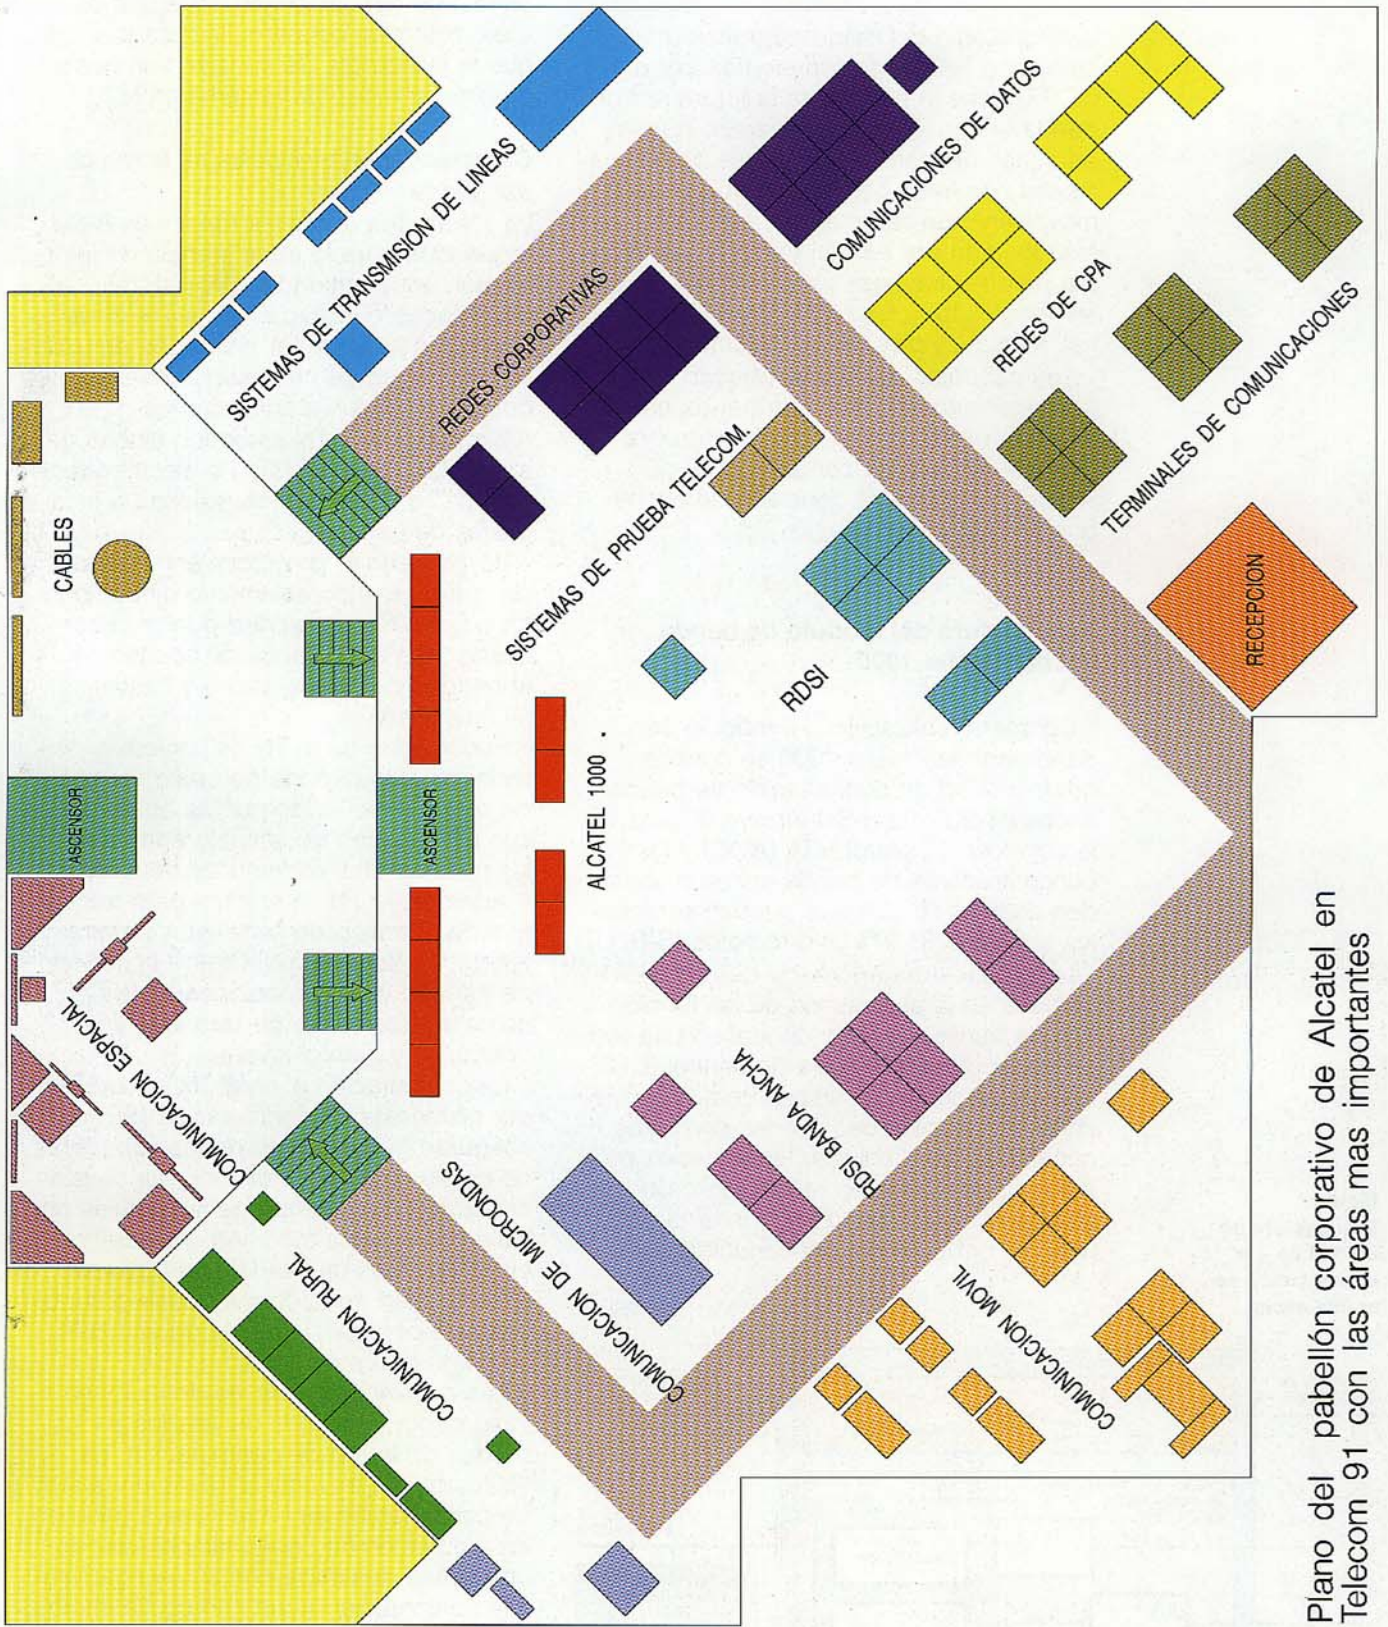 SISTEMAS DE TRANSMISION DE LINEAS
COMUNICACIONES DE DATOS
REDES CORPORATIVAS
REDES DE CPA
TERMINALES DE COMUNICACIONES
CABLES
SISTEMAS DE PRUEBA TELECOM.
RECEPCION
RDSI
ASCENSOR
ASCENSOR
ALCATEL 1000
COMUNICACION ESPACIAL
RDSI BANDA ANCHA
COMUNICACION DE MICROONDAS
COMUNICACION RURAL
COMUNICACION MOVIL
Plano del pabellón corporativo de Alcatel en
Telecom 91 con las áreas mas importantes